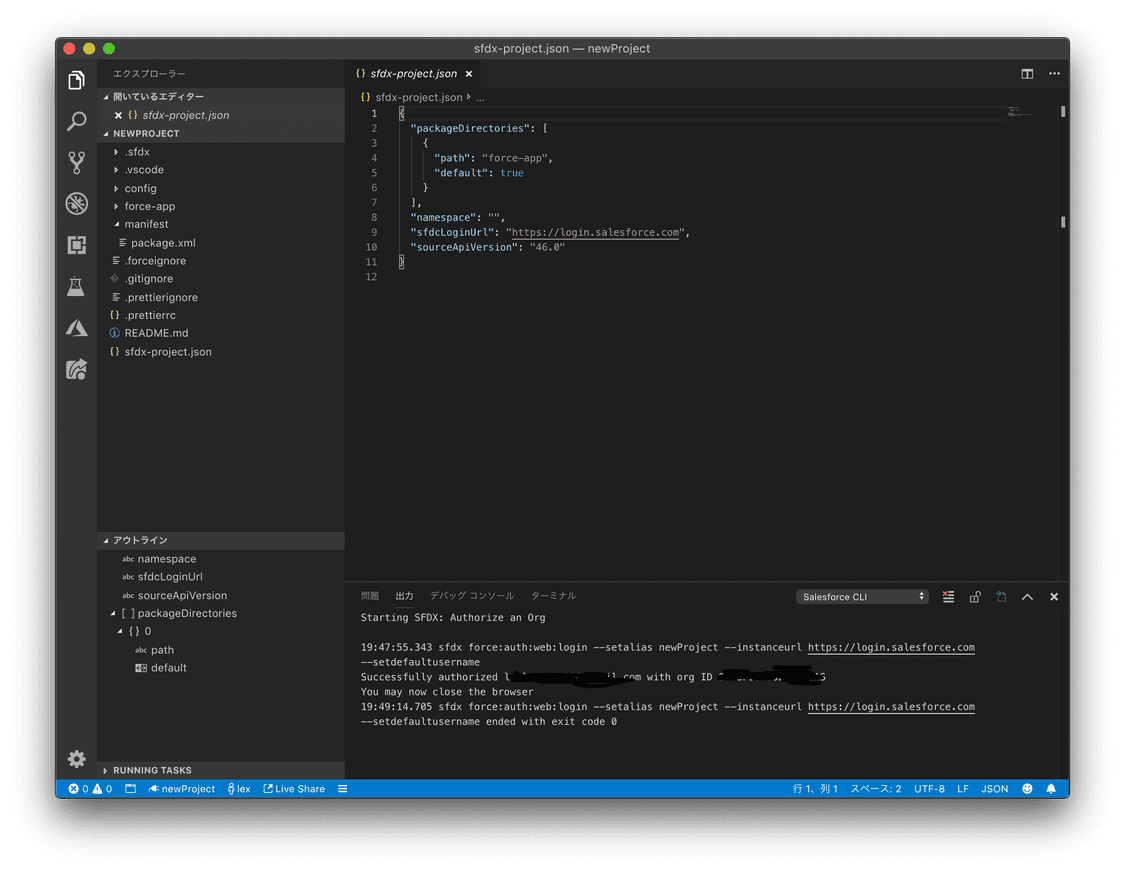 sfdx-project.json — newProject
エクスプローラー
開いているエディター
sfdx-project.json
NEWPROJECT
.sfdx
.vscode
config
force-app
manifest
package.xml
.forceignore
.gitignore
.prettierignore
.prettierrc
README.md
sfdx-project.json
アウトライン
abc namespace
abc sfdcLoginUrl
abc sourceApiVersion
[ ] packageDirectories
{} 0
abc path
default
RUNNING TASKS
{} sfdx-project.json
{} sfdx-project.json ...
1 {
2 "packageDirectories": [
3 {
4 "path": "force-app",
5 "default": true
6 }
7 ],
8 "namespace": "",
9 "sfdcLoginUrl": "https://login.salesforce.com",
10 "sourceApiVersion": "46.0"
11 }
12
問題 出力 デバッグ コンソール ターミナル
Salesforce CLI
Starting SFDX: Authorize an Org
19:47:55.343 sfdx force:auth:web:login --setalias newProject --instanceurl https://login.salesforce.com
--setdefaultusername
Successfully authorized com with org ID
You may now close the browser
19:49:14.705 sfdx force:auth:web:login --setalias newProject --instanceurl https://login.salesforce.com
--setdefaultusername ended with exit code 0
0 0 newProject lex Live Share 行 1、列 1 スペース: 2 UTF-8 LF JSON